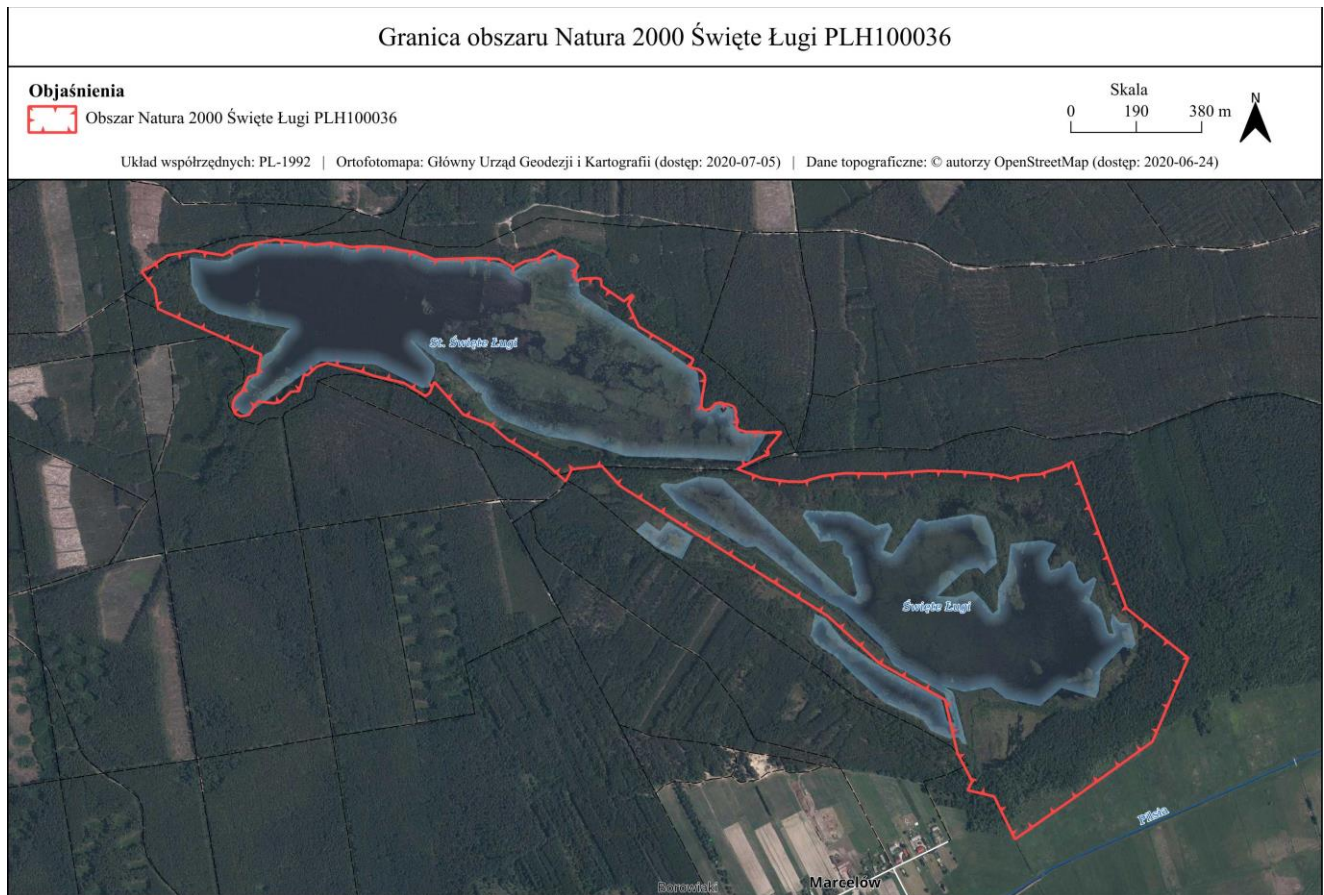 Granica obszaru Natura 2000 Święte Ługi PLH100036
Objaśnienia
Obszar Natura 2000 Święte Ługi PLH100036
Skala
0 190 380 m
N
Układ współrzędnych: PL-1992 | Ortofotomapa: Główny Urząd Geodezji i Kartografii (dostęp: 2020-07-05) | Dane topograficzne: © autorzy OpenStreetMap (dostęp: 2020-06-24)
St. Święte Ługi
Święte Ługi
Pilsia
Marcelów
Borowiaki